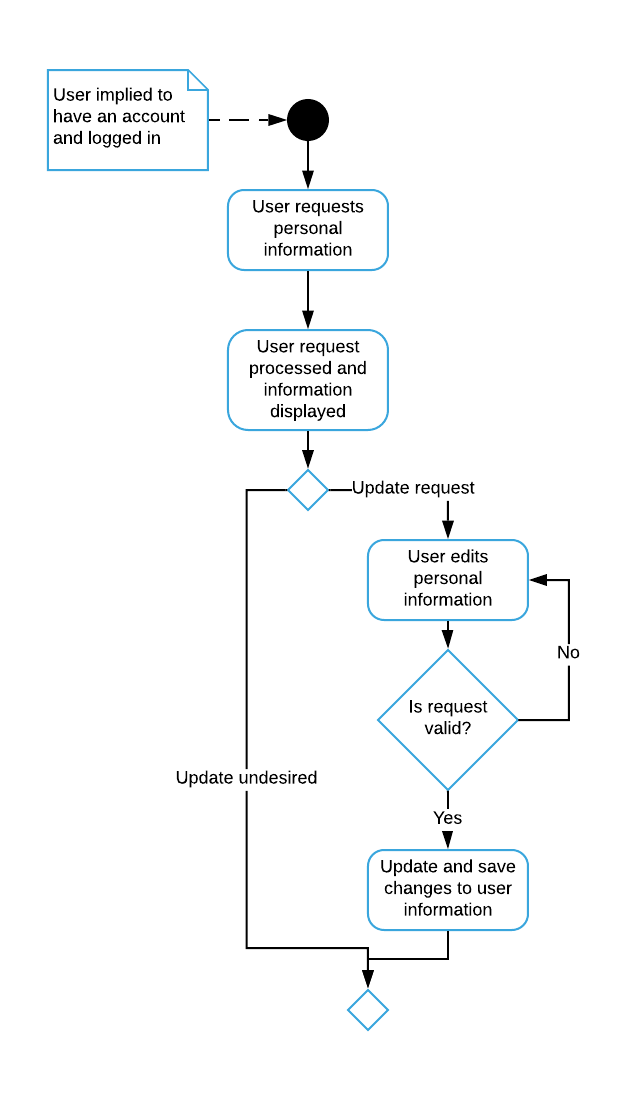 User implied to
have an account
and logged in
User requests
personal
information
User request
processed and
information
displayed
Update request
User edits
personal
information
No
Is request
valid?
Update undesired
Yes
Update and save
changes to user
information